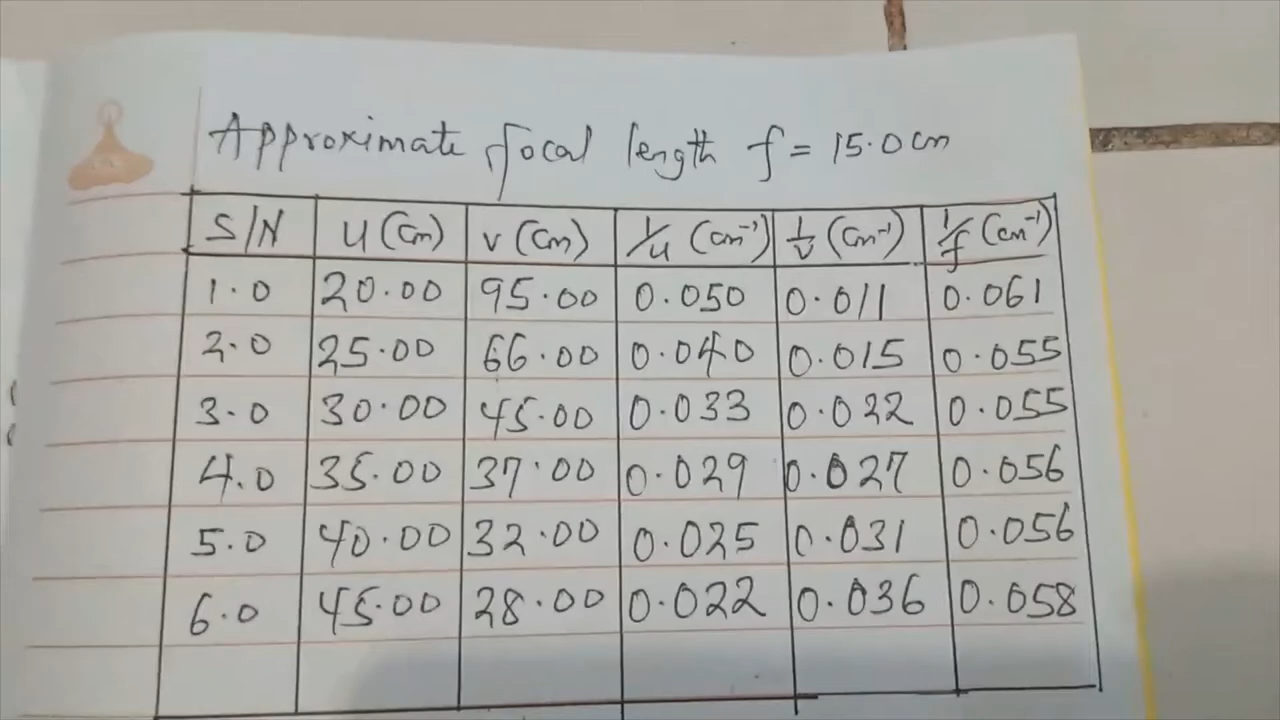 Approximate focal length f = 15.0cm
S/N U (cm) v (cm) 1/u (cm⁻¹) 1/v (cm⁻¹) 1/f (cm⁻¹)
1.0 20.00 95.00 0.050 0.011 0.061
2.0 25.00 66.00 0.040 0.015 0.055
3.0 30.00 45.00 0.033 0.022 0.055
4.0 35.00 37.00 0.029 0.027 0.056
5.0 40.00 32.00 0.025 0.031 0.056
6.0 45.00 28.00 0.022 0.036 0.058